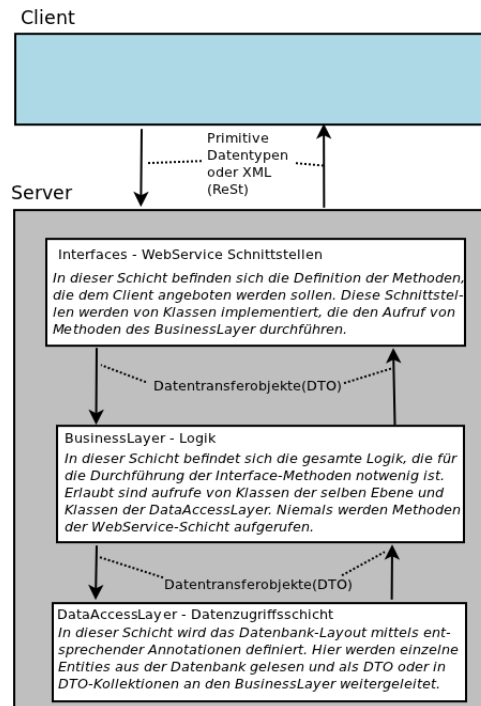 Client
Primitive
Datentypen
oder XML
(ReSt)
Server
Interfaces - WebService Schnittstellen
In dieser Schicht befinden sich die Definition der Methoden,
die dem Client angeboten werden sollen. Diese Schnittstel-
len werden von Klassen implementiert, die den Aufruf von
Methoden des BusinessLayer durchführen.
Datentransferobjekte(DTO)
BusinessLayer - Logik
In dieser Schicht befindet sich die gesamte Logik, die für
die Durchführung der Interface-Methoden notwenig ist.
Erlaubt sind aufrufe von Klassen der selben Ebene und
Klassen der DataAccessLayer. Niemals werden Methoden
der WebService-Schicht aufgerufen.
Datentransferobjekte(DTO)
DataAccessLayer - Datenzugriffsschicht
In dieser Schicht wird das Datenbank-Layout mittels ent-
sprechender Annotationen definiert. Hier werden einzelne
Entities aus der Datenbank gelesen und als DTO oder in
DTO-Kollektionen an den BusinessLayer weitergeleitet.